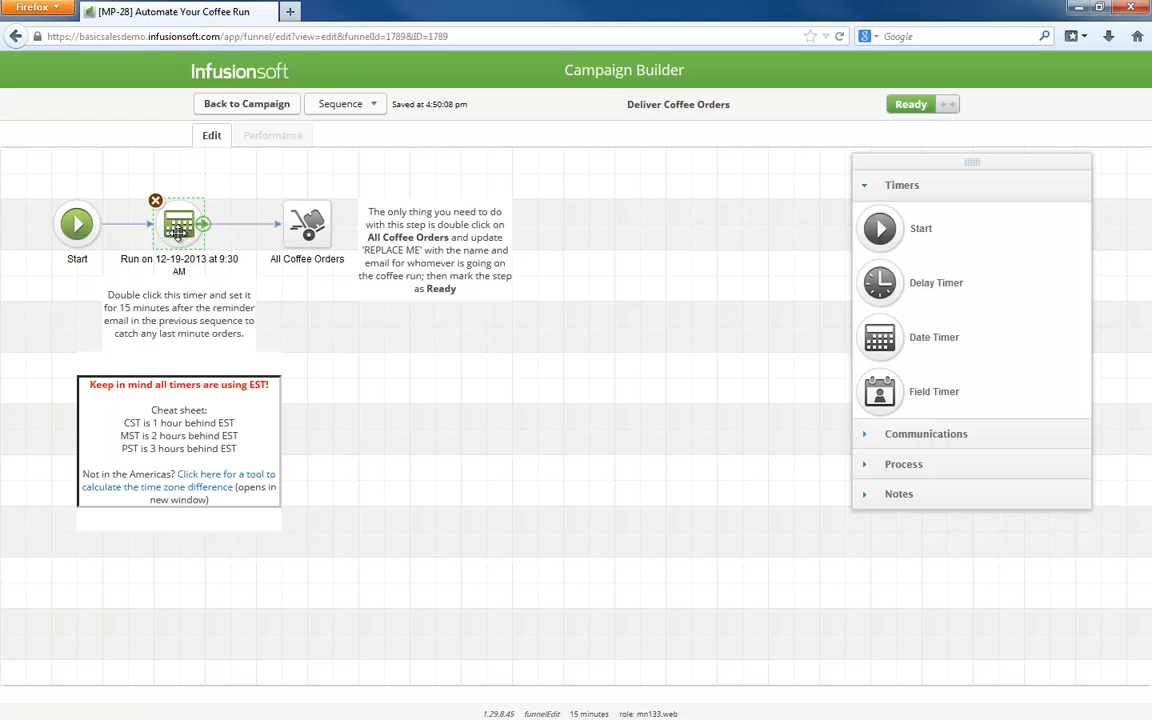 Firefox
[MP-28] Automate Your Coffee Run
https://basicsalesdemo.infusionsoft.com/app/funnel/edit?view=edit&funnelId=1789&ID=1789
Google
Infusionsoft
Campaign Builder
Back to Campaign
Sequence
Saved at 4:50:08 pm
Deliver Coffee Orders
Ready
Edit
Performance
Start
Run on 12-19-2013 at 9:30
AM
All Coffee Orders
The only thing you need to do
with this step is double click on
All Coffee Orders and update
'REPLACE ME' with the name and
email for whomever is going on
the coffee run; then mark the step
as Ready
Double click this timer and set it
for 15 minutes after the reminder
email in the previous sequence to
catch any last minute orders.
Keep in mind all timers are using EST!
Cheat sheet:
CST is 1 hour behind EST
MST is 2 hours behind EST
PST is 3 hours behind EST
Not in the Americas? Click here for a tool to
calculate the time zone difference (opens in
new window)
Timers
Start
Delay Timer
Date Timer
Field Timer
Communications
Process
Notes
1.29.8.45 funnelEdit 15 minutes role: mn133.web